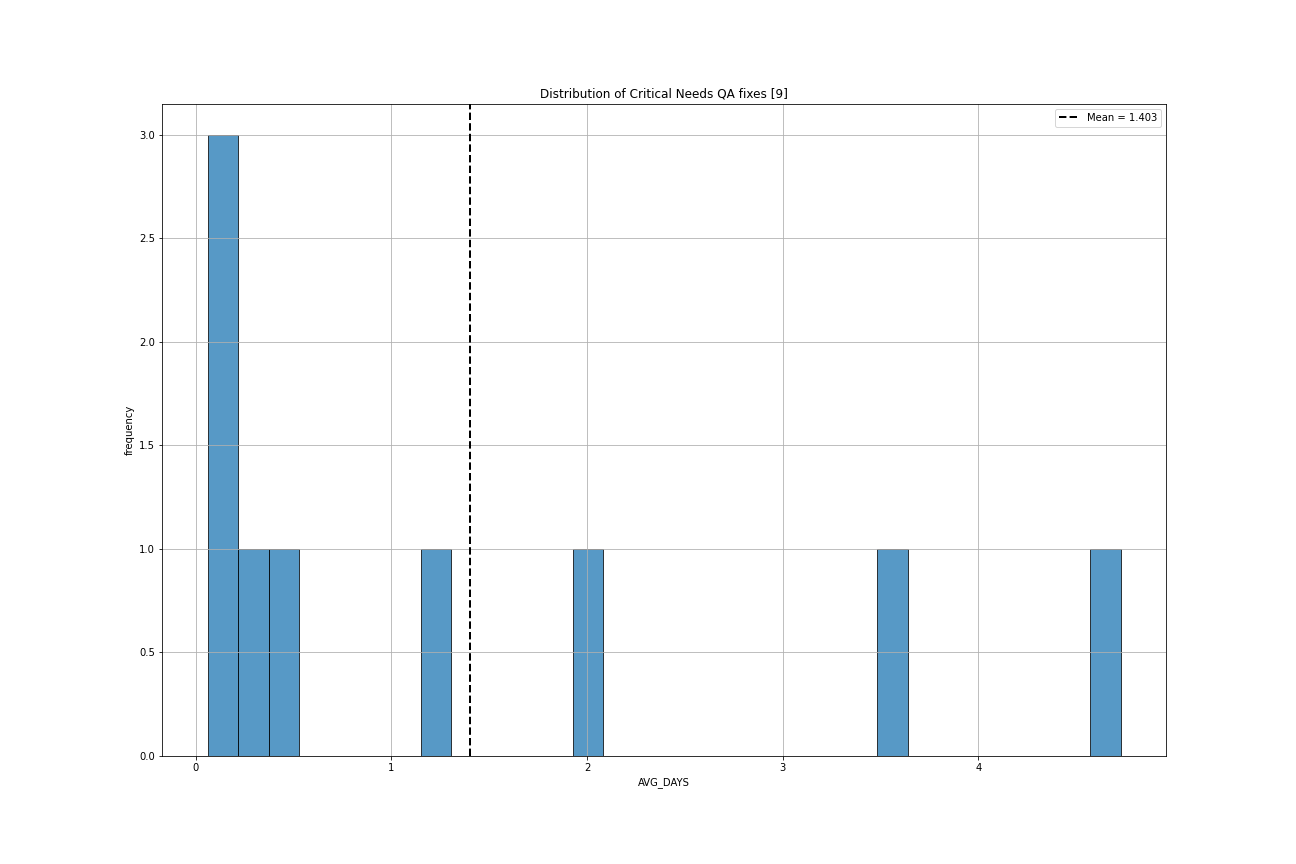 Distribution of Critical Needs QA fixes [9]
Mean = 1.403
3.0
2.5
2.0
1.5
1.0
0.5
0.0
frequency
0 1 2 3 4
AVG_DAYS